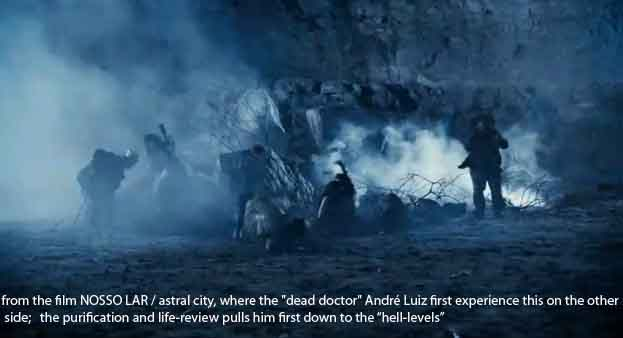 from the film NOSSO LAR / astral city, where the "dead doctor" André Luiz first experience this on the other
side; the purification and life-review pulls him first down to the "hell-levels"